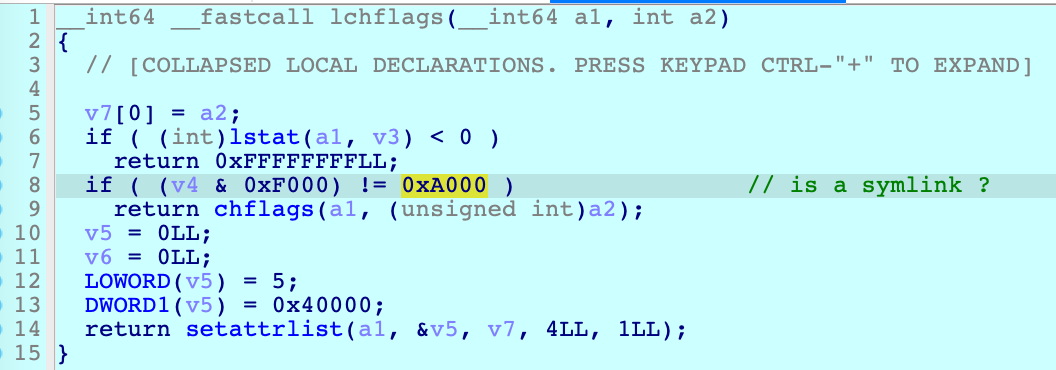 1 __int64 __fastcall lchflags(__int64 a1, int a2)
2 {
3   // [COLLAPSED LOCAL DECLARATIONS. PRESS KEYPAD CTRL-"+" TO EXPAND]
4
5   v7[0] = a2;
6   if ( (int)lstat(a1, v3) < 0 )
7     return 0xFFFFFFFFLL;
8   if ( (v4 & 0xF000) != 0xA000 )                // is a symlink ?
9     return chflags(a1, (unsigned int)a2);
10   v5 = 0LL;
11   v6 = 0LL;
12   LOWORD(v5) = 5;
13   DWORD1(v5) = 0x40000;
14   return setattrlist(a1, &v5, v7, 4LL, 1LL);
15 }